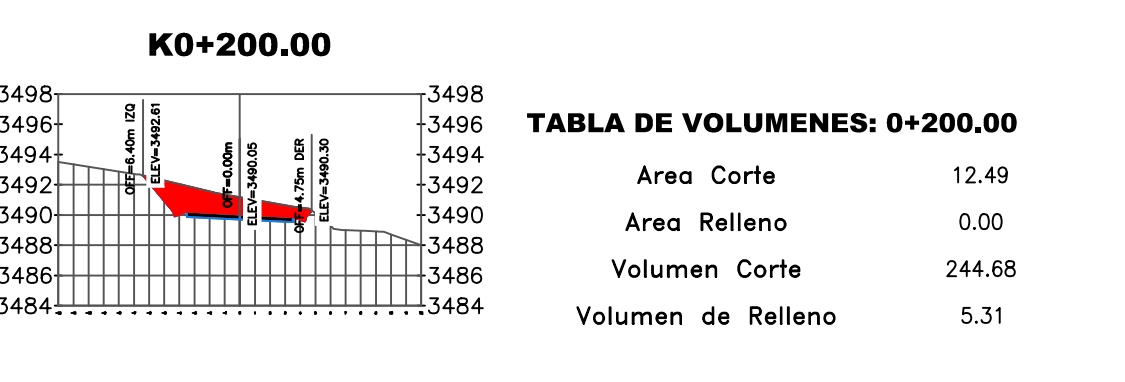 K0+200.00
3498 3498
3496 3496
3494 3494
3492 3492
3490 3490
3488 3488
3486 3486
3484 3484
OFF=6.40m IZQ
ELEV=3492.61
OFF=0.00m
ELEV=3490.05
OFF=4.75m DER
ELEV=3490.30
TABLA DE VOLUMENES: 0+200.00
Area Corte 12.49
Area Relleno 0.00
Volumen Corte 244.68
Volumen de Relleno 5.31